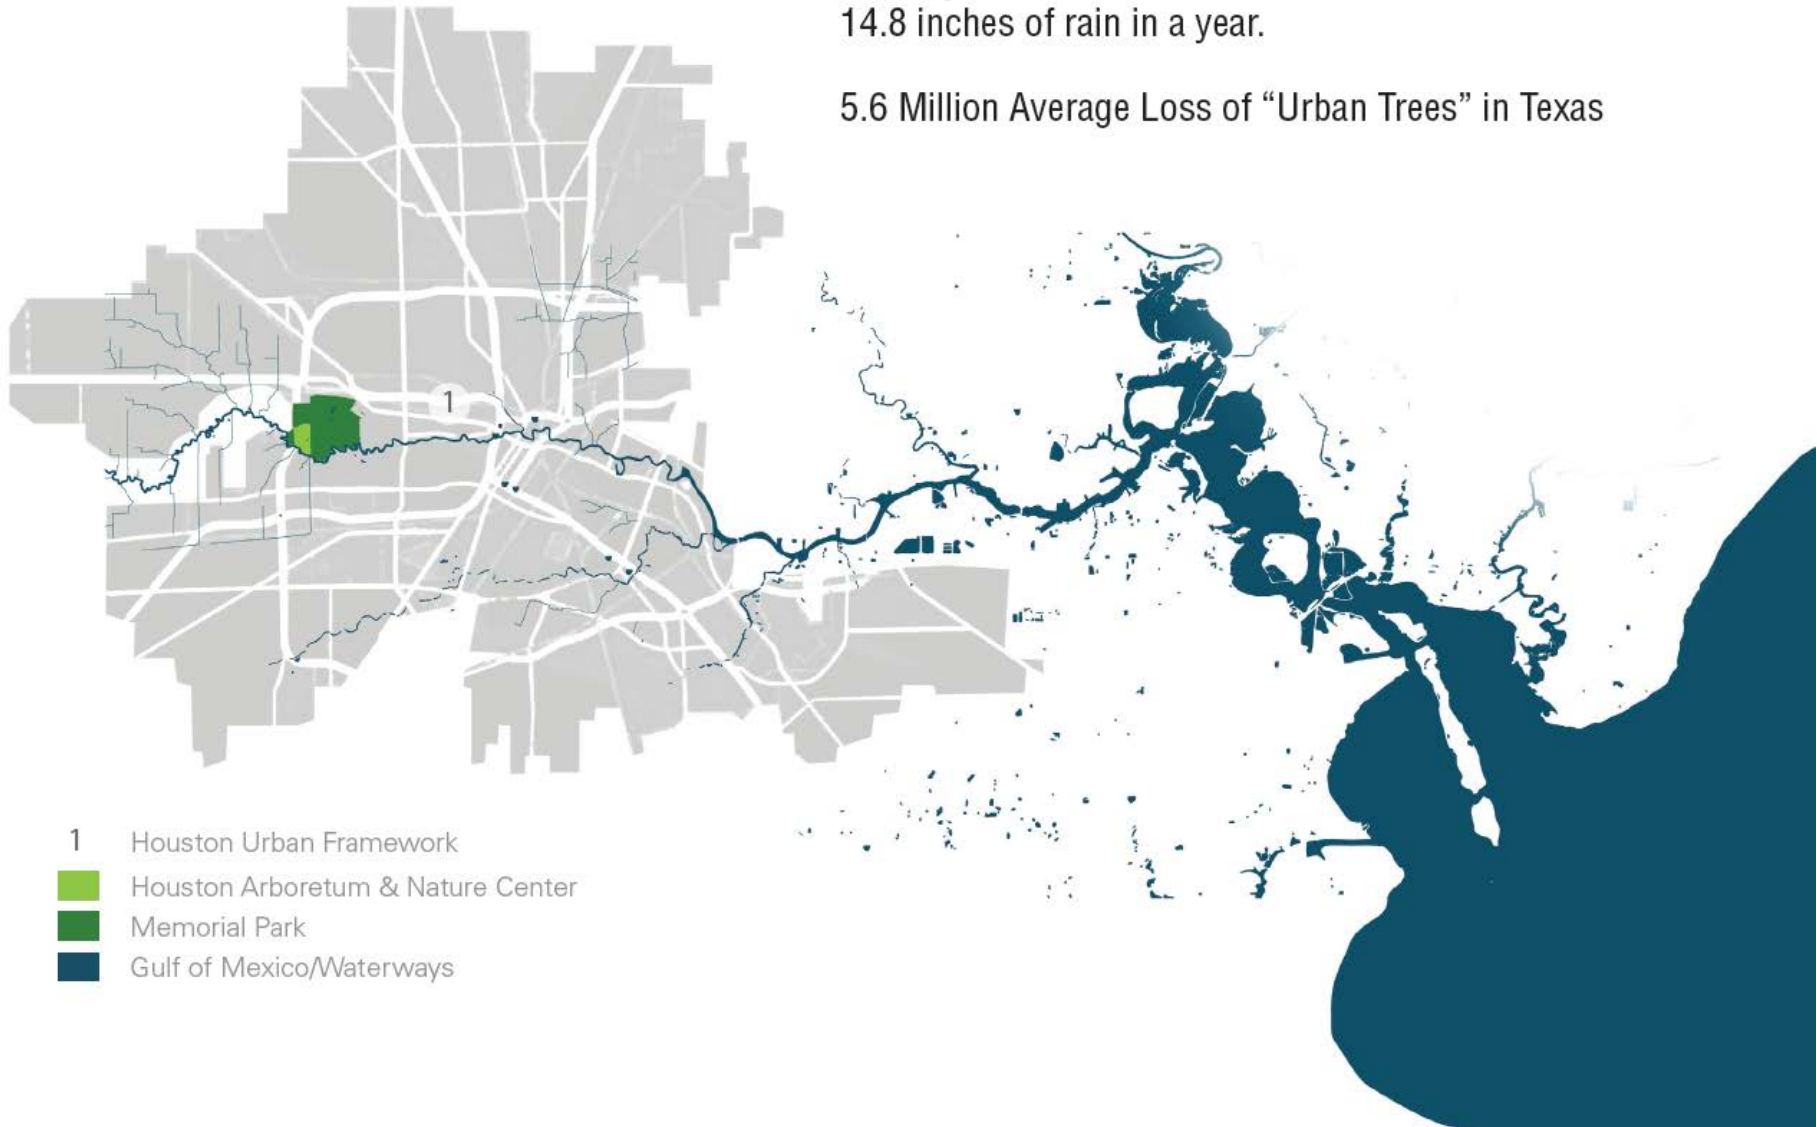 14.8 inches of rain in a year.
5.6 Million Average Loss of “Urban Trees” in Texas
1
1 Houston Urban Framework
Houston Arboretum & Nature Center
Memorial Park
Gulf of Mexico/Waterways